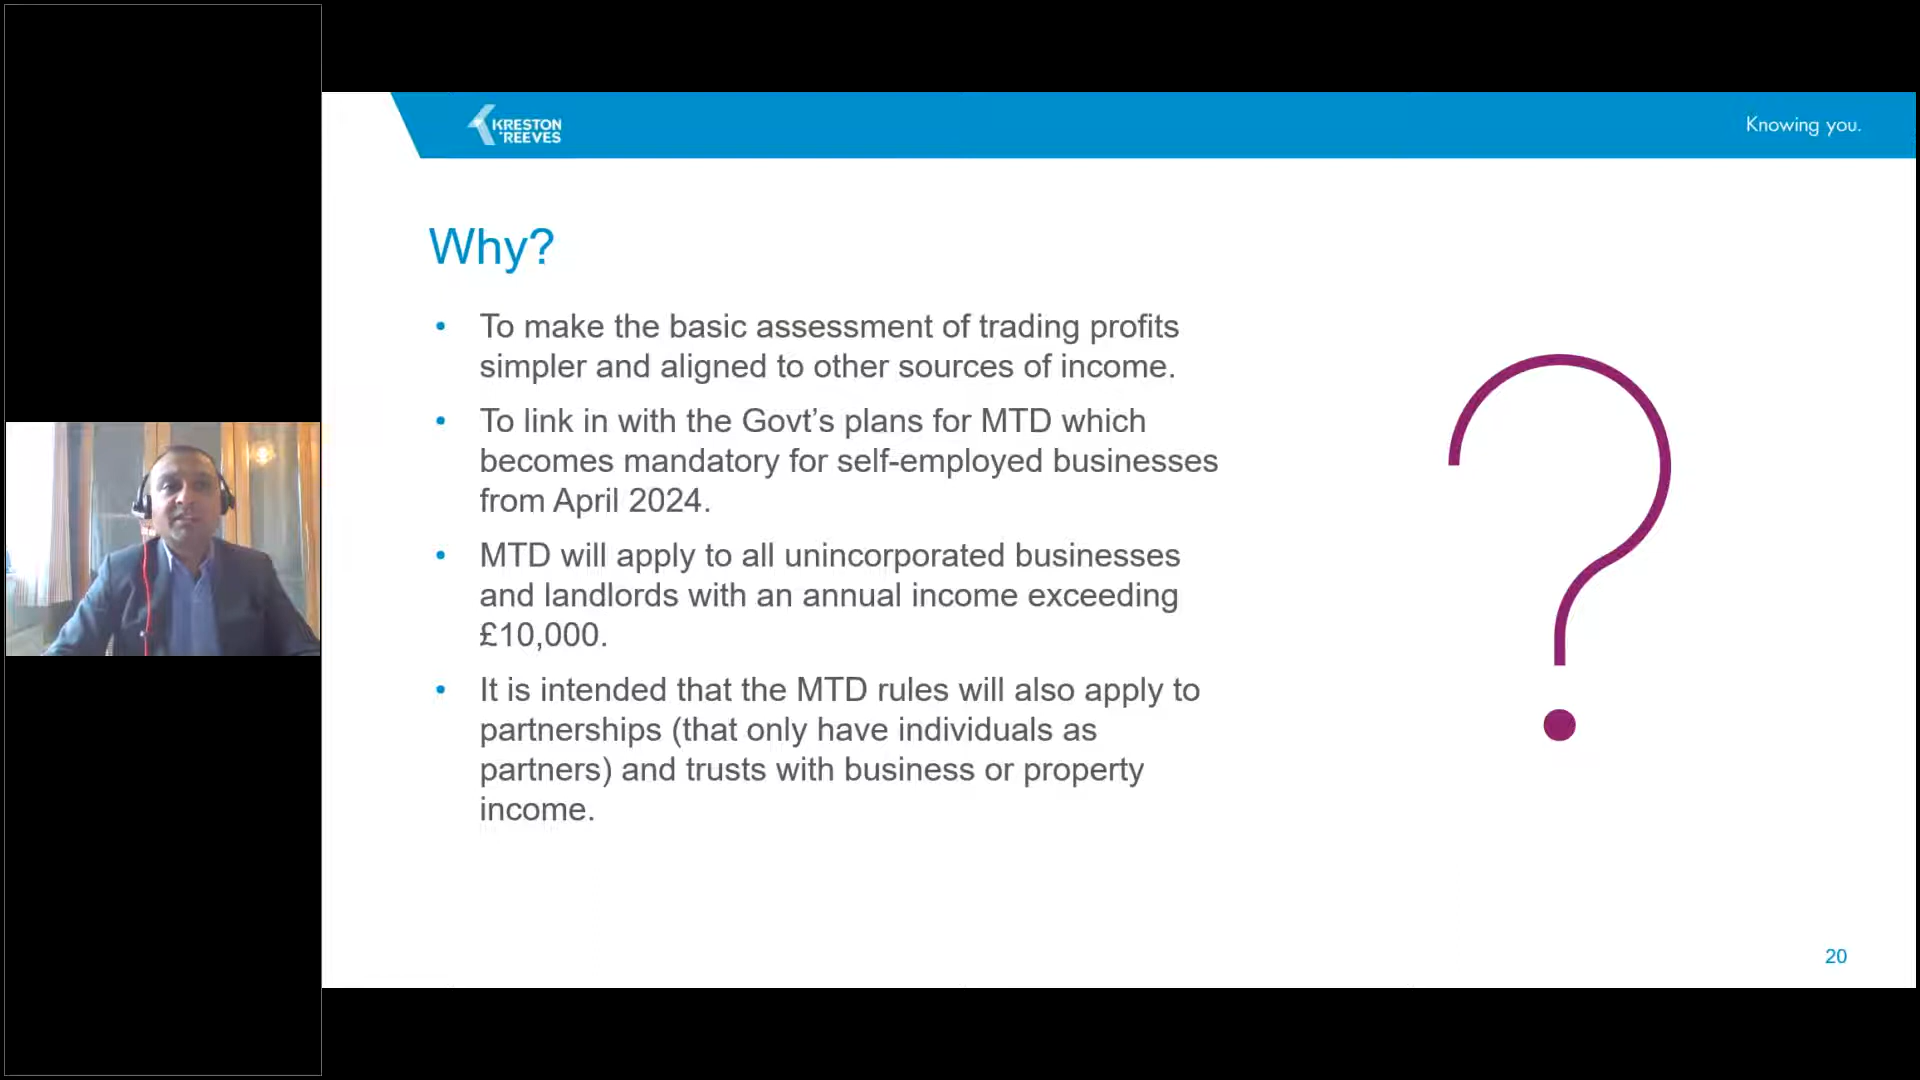 KRESTON
REEVES
Knowing you.
Why?
• To make the basic assessment of trading profits
simpler and aligned to other sources of income.
• To link in with the Govt’s plans for MTD which
becomes mandatory for self-employed businesses
from April 2024.
• MTD will apply to all unincorporated businesses
and landlords with an annual income exceeding
£10,000.
• It is intended that the MTD rules will also apply to
partnerships (that only have individuals as
partners) and trusts with business or property
income.
?
20